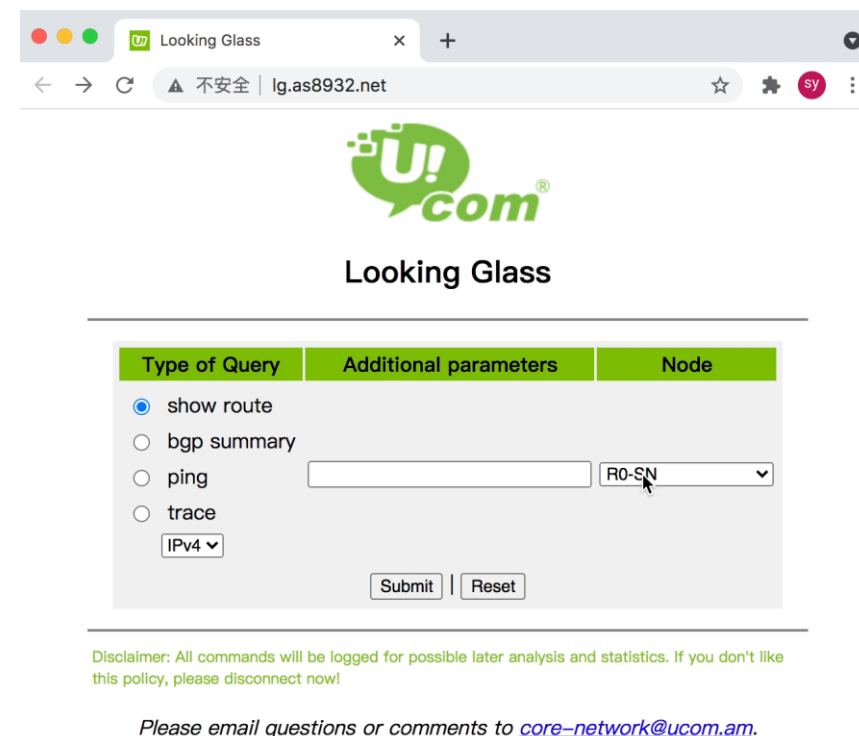 Looking Glass
不安全 | lg.as8932.net
sy
U!
com®
Looking Glass
Type of Query Additional parameters Node
show route
bgp summary
ping
R0-SN
trace
IPv4
Submit | Reset
Disclaimer: All commands will be logged for possible later analysis and statistics. If you don't like
this policy, please disconnect now!
Please email questions or comments to core-network@ucom.am.